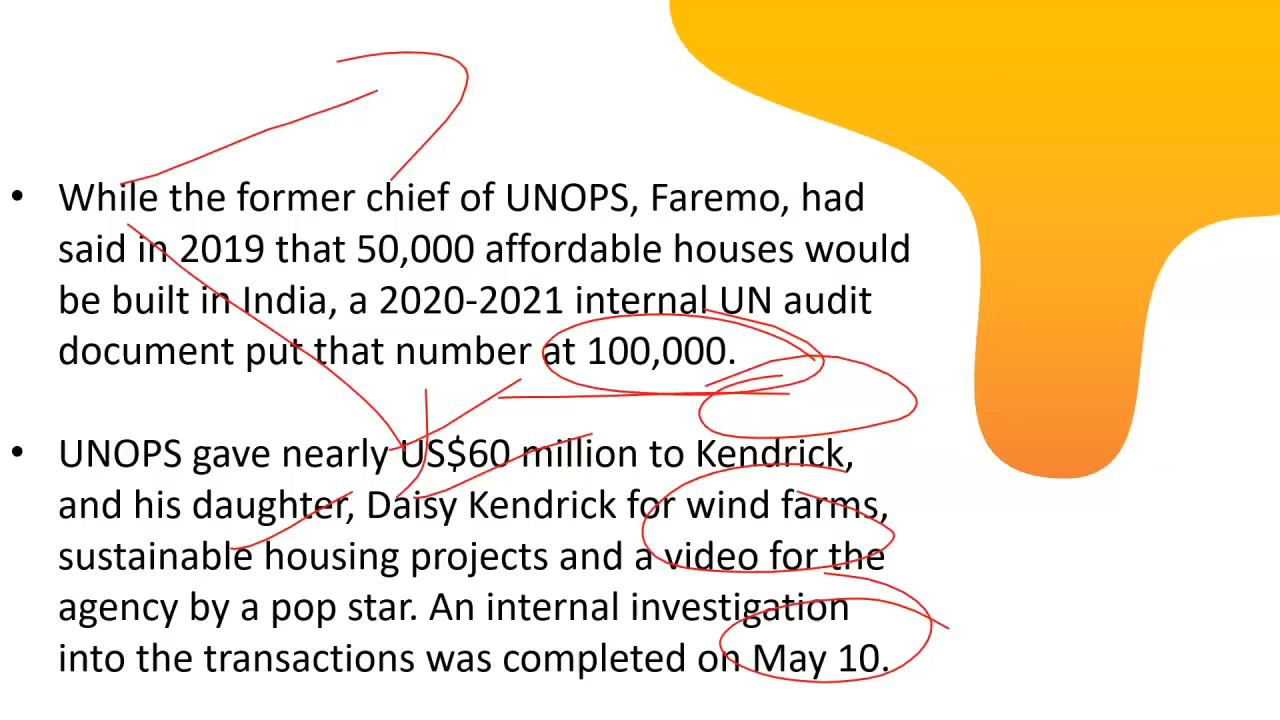 • While the former chief of UNOPS, Faremo, had
said in 2019 that 50,000 affordable houses would
be built in India, a 2020-2021 internal UN audit
document put that number at 100,000.
• UNOPS gave nearly US$60 million to Kendrick,
and his daughter, Daisy Kendrick for wind farms,
sustainable housing projects and a video for the
agency by a pop star. An internal investigation
into the transactions was completed on May 10.